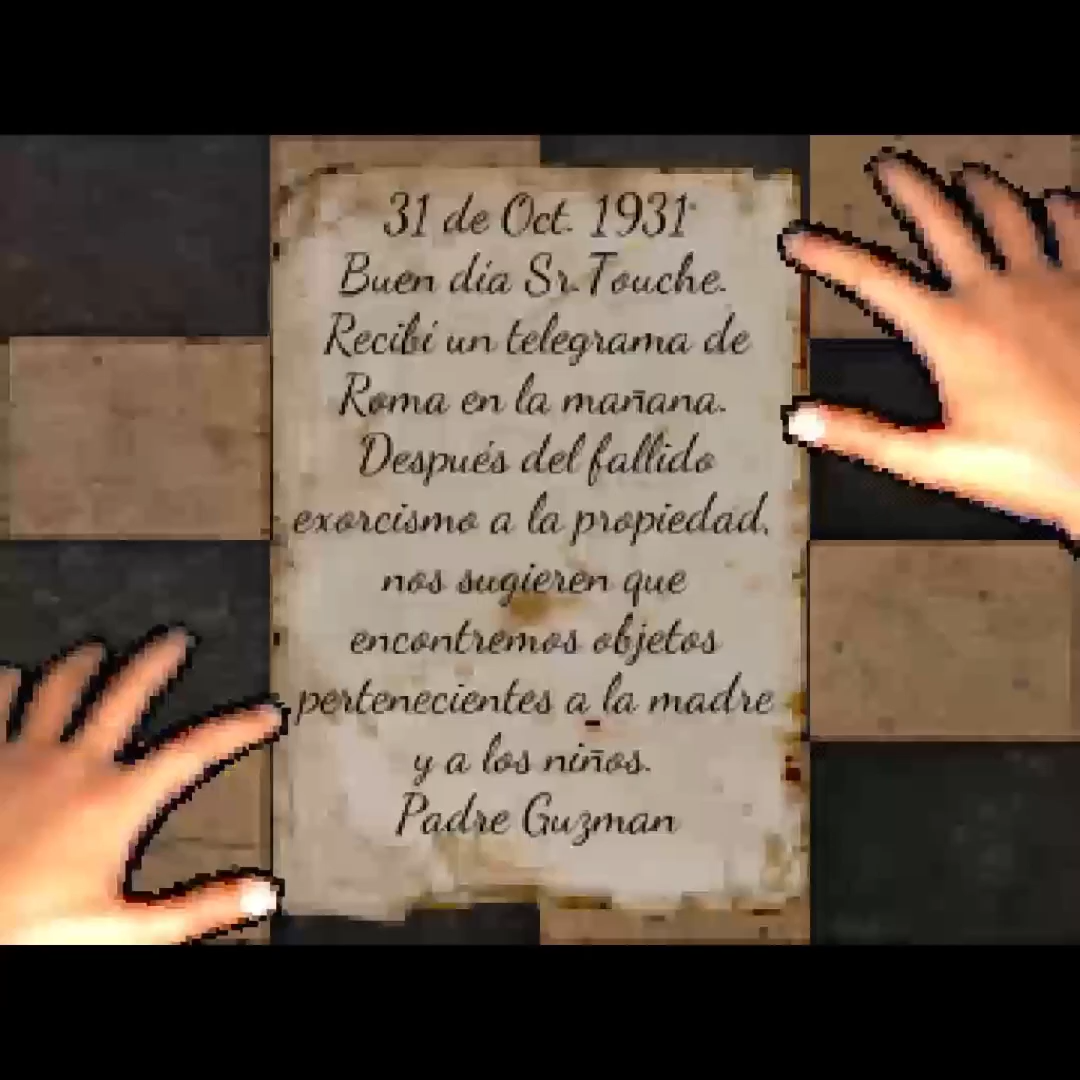 31 de Oct. 1931
Buen día Sr.Touche.
Recibí un telegrama de
Roma en la mañana.
Después del fallido
exorcismo a la propiedad,
nos sugieren que
encontremos objetos
pertenecientes a la madre
y a los niños.
Padre Guzman